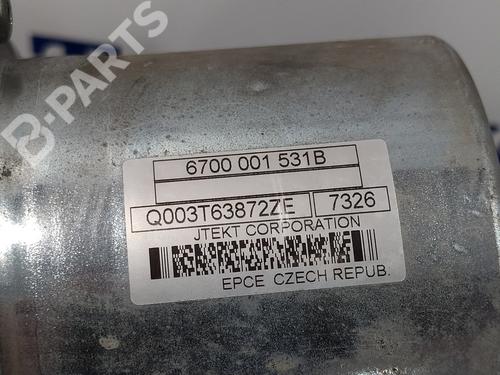 B-PARTS
6700 001 531B
Q003T63872ZE 7326
JTEKT CORPORATION
EPCE CZECH REPUB.